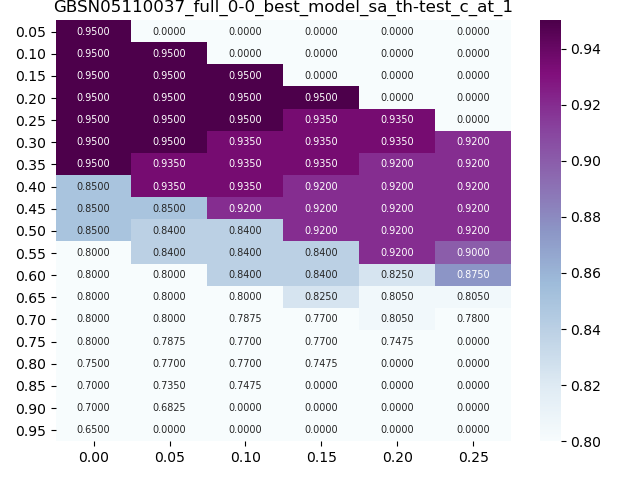 GBSN05110037_full_0-0_best_model_sa_th-test_c_at_1
0.05 0.9500 0.0000 0.0000 0.0000 0.0000 0.0000
0.10 0.9500 0.9500 0.0000 0.0000 0.0000 0.0000
0.15 0.9500 0.9500 0.9500 0.0000 0.0000 0.0000
0.20 0.9500 0.9500 0.9500 0.9500 0.0000 0.0000
0.25 0.9500 0.9500 0.9500 0.9350 0.9350 0.0000
0.30 0.9500 0.9500 0.9350 0.9350 0.9350 0.9200
0.35 0.9500 0.9350 0.9350 0.9350 0.9200 0.9200
0.40 0.8500 0.9350 0.9350 0.9200 0.9200 0.9200
0.45 0.8500 0.8500 0.9200 0.9200 0.9200 0.9200
0.50 0.8500 0.8400 0.8400 0.9200 0.9200 0.9200
0.55 0.8000 0.8400 0.8400 0.8400 0.9200 0.9000
0.60 0.8000 0.8000 0.8400 0.8400 0.8250 0.8750
0.65 0.8000 0.8000 0.8000 0.8250 0.8050 0.8050
0.70 0.8000 0.8000 0.7875 0.7700 0.8050 0.7800
0.75 0.8000 0.7875 0.7700 0.7700 0.7475 0.0000
0.80 0.7500 0.7700 0.7700 0.7475 0.0000 0.0000
0.85 0.7000 0.7350 0.7475 0.0000 0.0000 0.0000
0.90 0.7000 0.6825 0.0000 0.0000 0.0000 0.0000
0.95 0.6500 0.0000 0.0000 0.0000 0.0000 0.0000
0.00 0.05 0.10 0.15 0.20 0.25
0.94
0.92
0.90
0.88
0.86
0.84
0.82
0.80